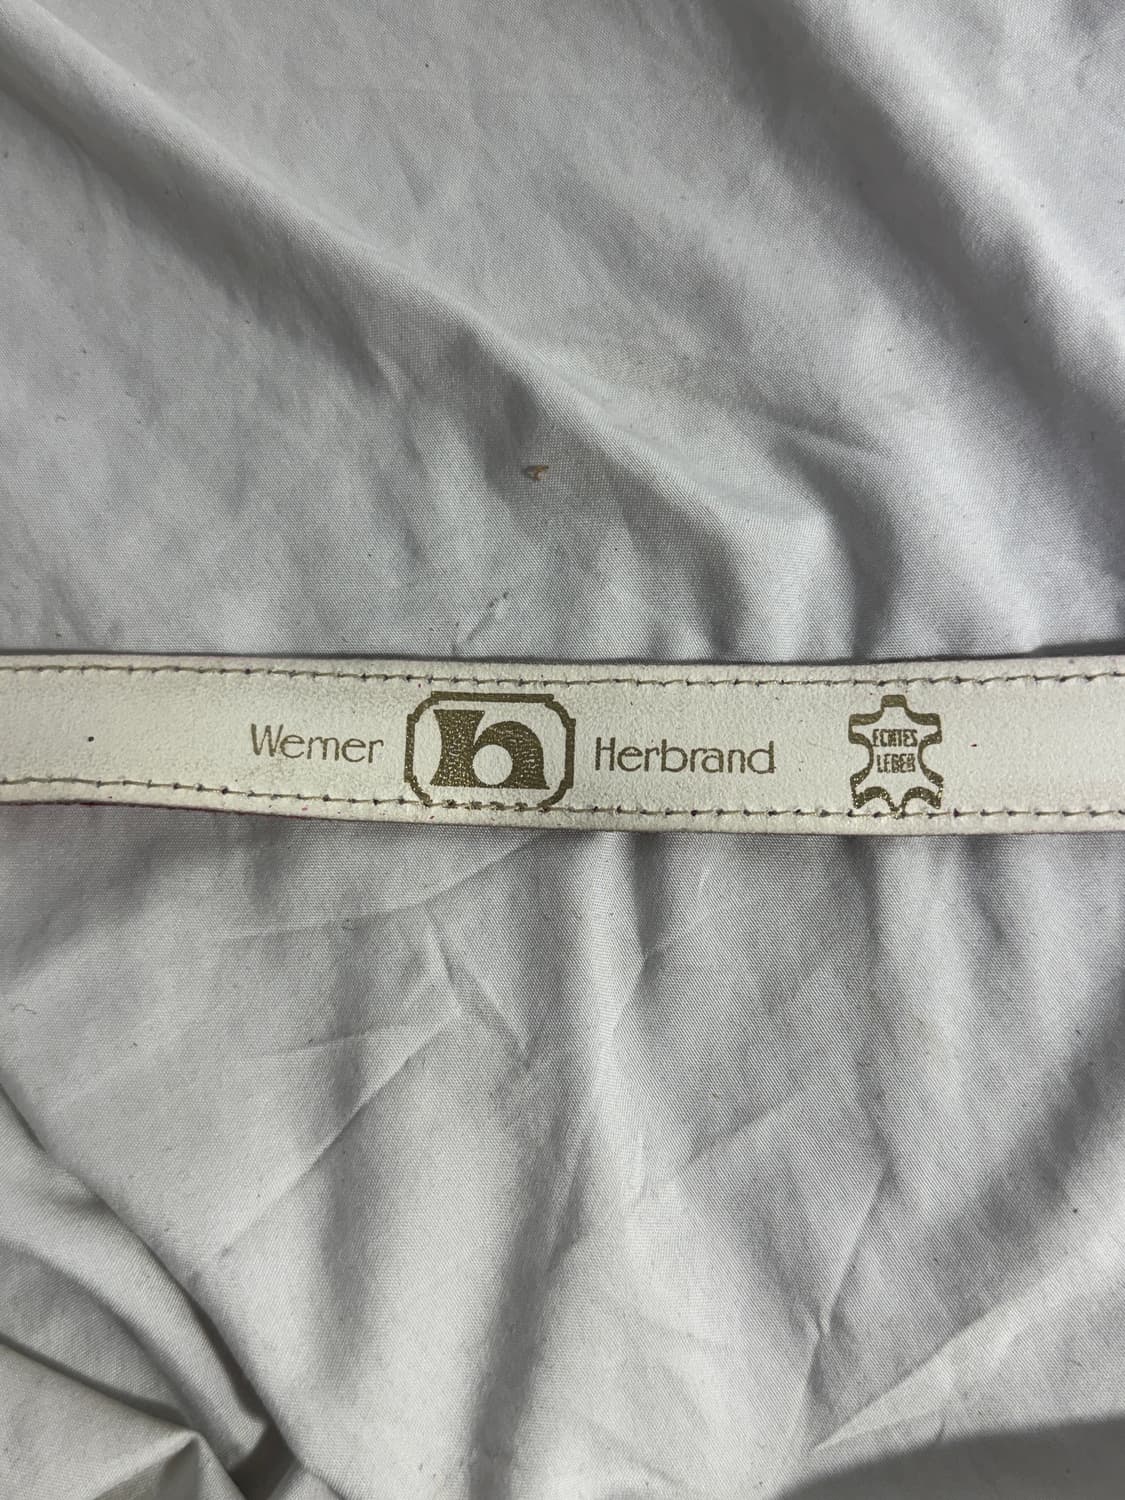 Werner h Herbrand
ECHTES
LEDER